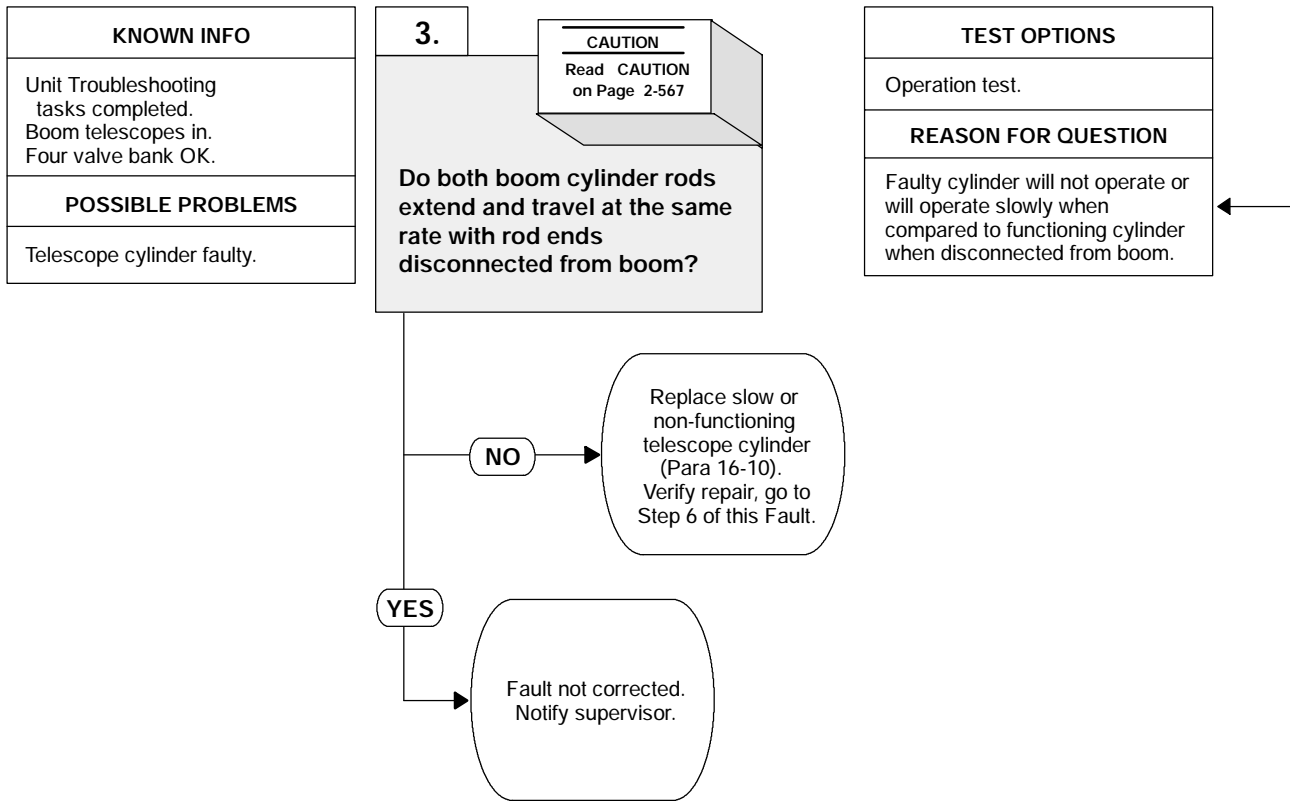 KNOWN INFO
Unit Troubleshooting
tasks completed.
Boom telescopes in.
Four valve bank OK.
POSSIBLE PROBLEMS
Telescope cylinder faulty.
3.
CAUTION
Read CAUTION
on Page 2-567
Do both boom cylinder rods
extend and travel at the same
rate with rod ends
disconnected from boom?
TEST OPTIONS
Operation test.
REASON FOR QUESTION
Faulty cylinder will not operate or
will operate slowly when
compared to functioning cylinder
when disconnected from boom.
NO
Replace slow or
non-functioning
telescope cylinder
(Para 16-10).
Verify repair, go to
Step 6 of this Fault.
YES
Fault not corrected.
Notify supervisor.